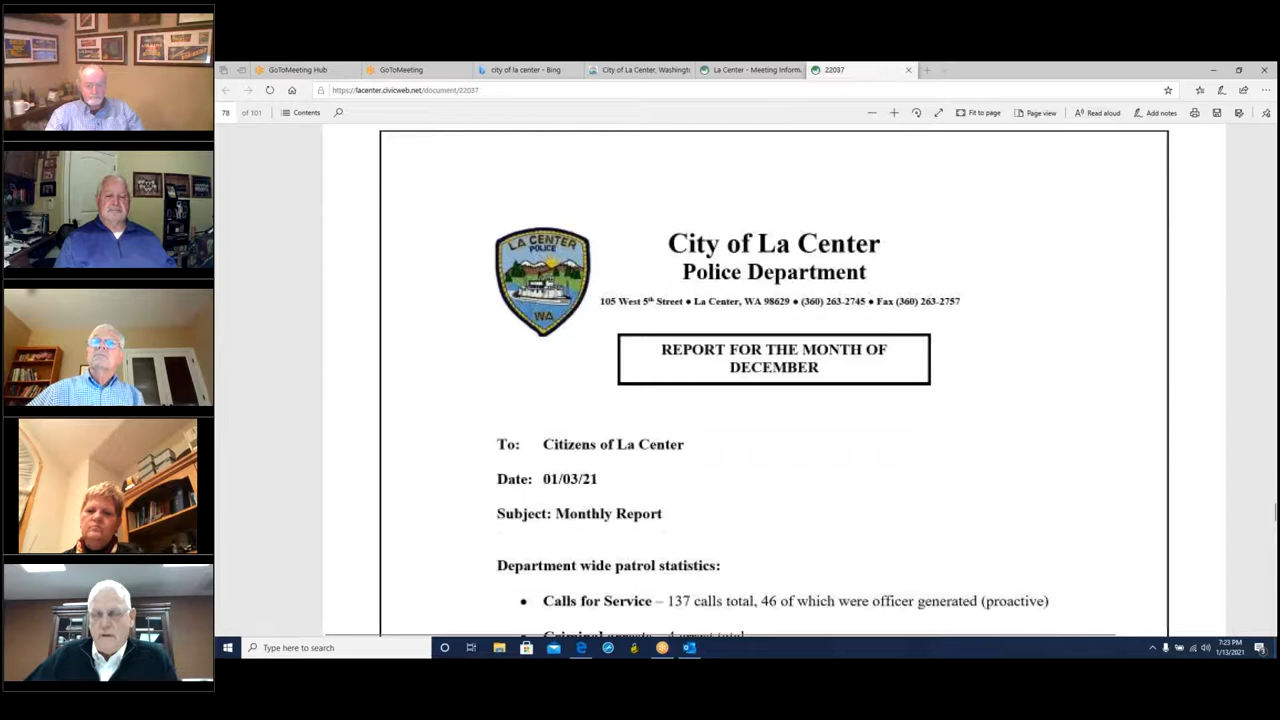 GoToMeeting Hub
GoToMeeting
city of la center - Bing
City of La Center, Washingt
La Center - Meeting Inform.
22037
https://lacenter.civicweb.net/document/22037
78 of 101
Contents
Fit to page
Page view
Read aloud
Add notes
LA CENTER
POLICE
WA
City of La Center
Police Department
105 West 5th Street ● La Center, WA 98629 ● (360) 263-2745 ● Fax (360) 263-2757
REPORT FOR THE MONTH OF
DECEMBER
To: Citizens of La Center
Date: 01/03/21
Subject: Monthly Report
Department wide patrol statistics:
• Calls for Service – 137 calls total, 46 of which were officer generated (proactive)
• Criminal arrests – 4 arrest total
Type here to search
7:23 PM
1/13/2021